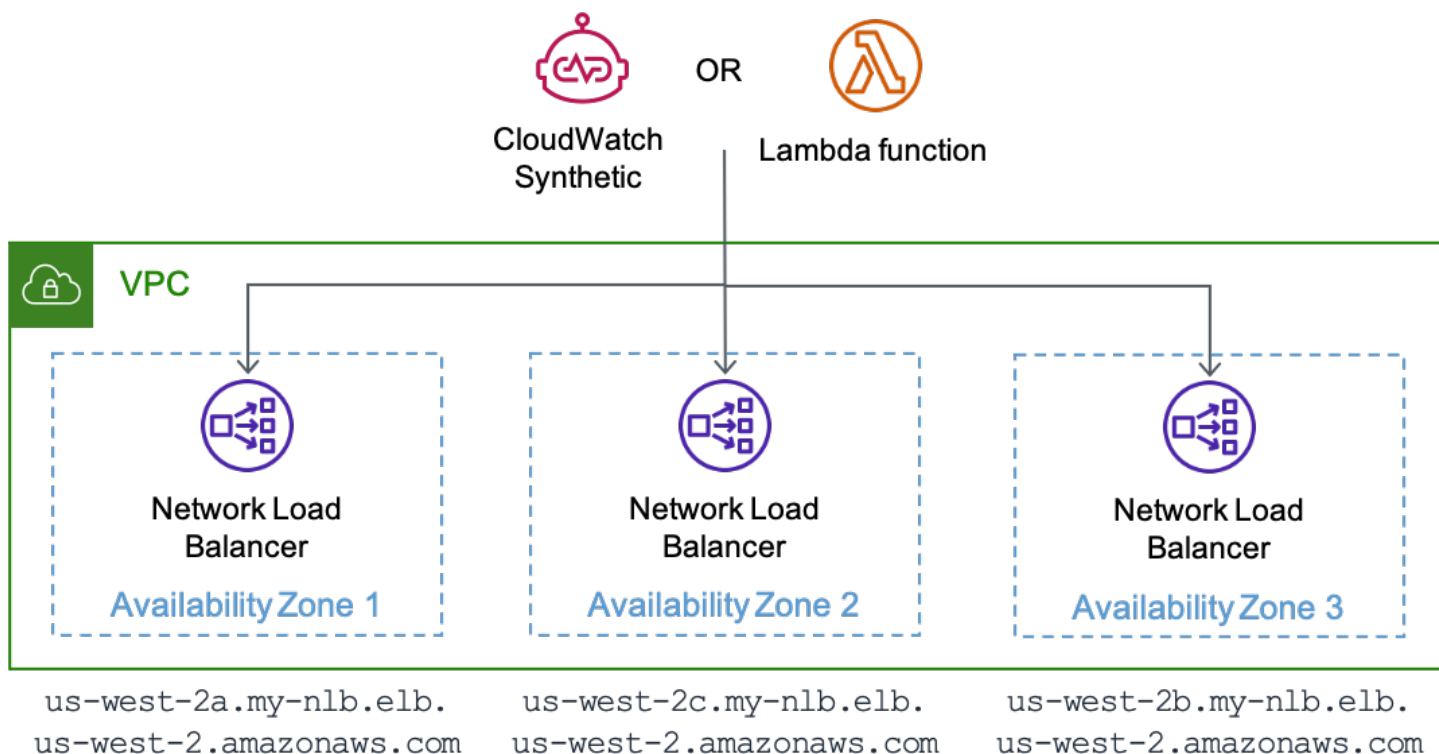 OR
CloudWatch
Synthetic
Lambda function
VPC
Network Load
Balancer
Availability Zone 1
Network Load
Balancer
Availability Zone 2
Network Load
Balancer
Availability Zone 3
us-west-2a.my-nlb.elb.
us-west-2.amazonaws.com
us-west-2c.my-nlb.elb.
us-west-2.amazonaws.com
us-west-2b.my-nlb.elb.
us-west-2.amazonaws.com